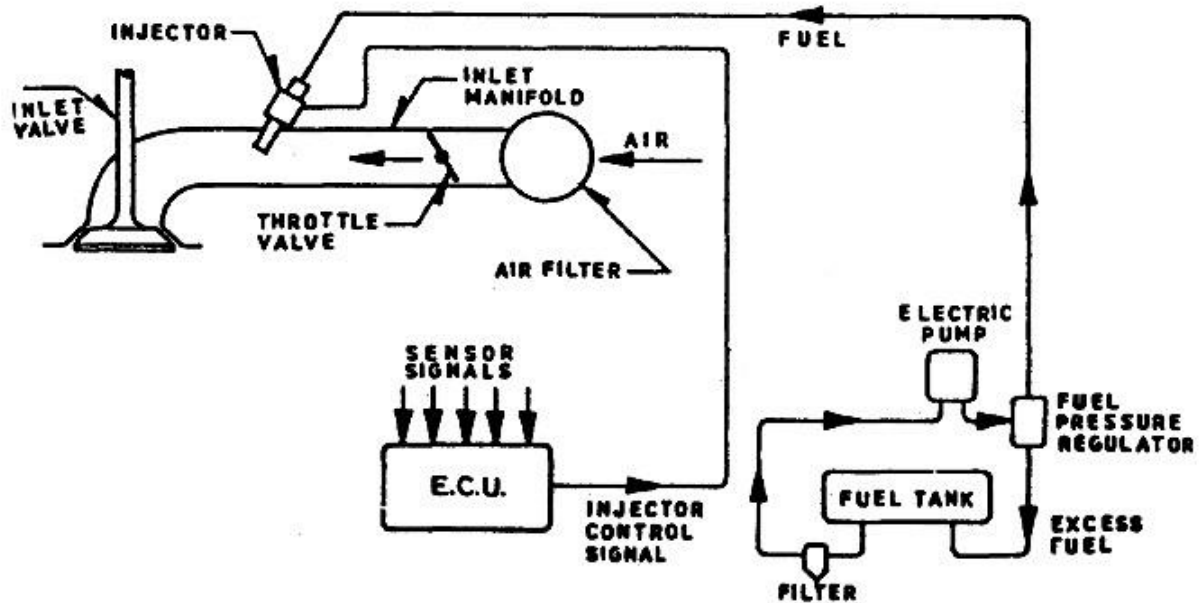 INJECTOR
FUEL
INLET
MANIFOLD
INLET
VALVE
AIR
THROTTLE
VALVE
AIR FILTER
ELECTRIC
PUMP
SENSOR
SIGNALS
FUEL
PRESSURE
REGULATOR
E.C.U.
FUEL TANK
INJECTOR
CONTROL
SIGNAL
EXCESS
FUEL
FILTER